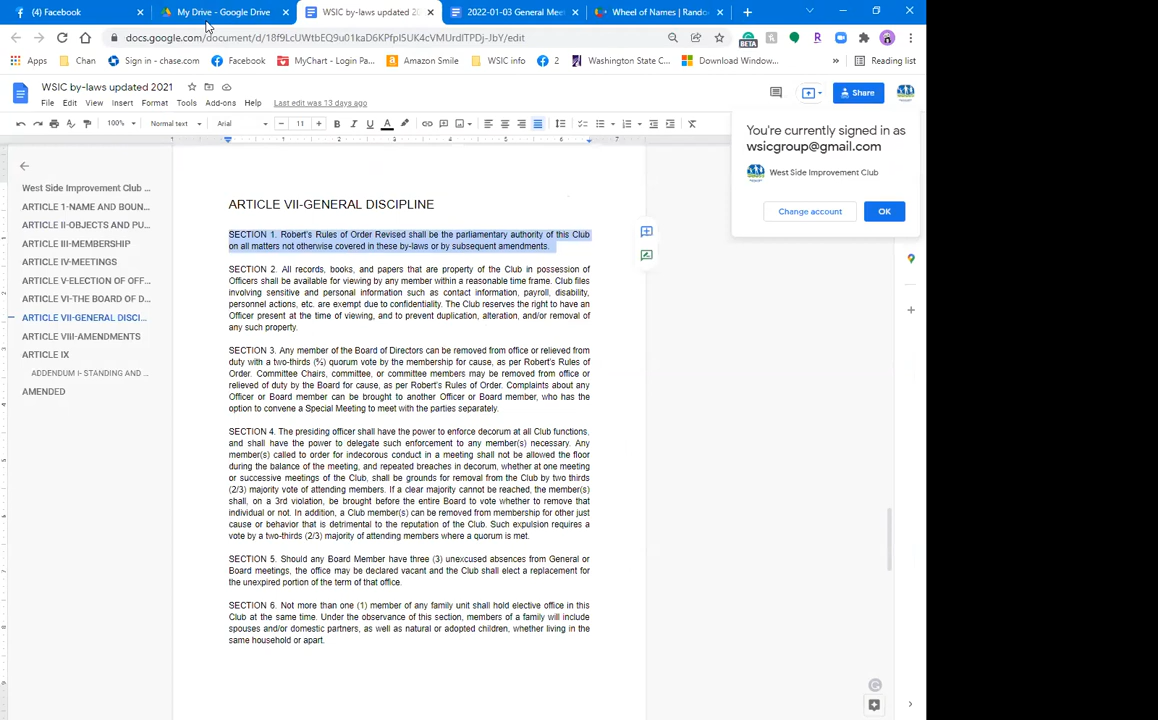 (4) Facebook
My Drive - Google Drive
WSIC by-laws updated 2021
2022-01-03 General Meet
Wheel of Names | Rando
docs.google.com/document/d/18f9LcUWtbEQ9u01kaD6KPfpI5UK4cVMUrdlTPDj-JbY/edit
BETA
Apps
Chan
Sign in - chase.com
Facebook
MyChart - Login Pa...
Amazon Smile
WSIC info
2
Washington State C...
Download Window...
Reading list
WSIC by-laws updated 2021
File Edit View Insert Format Tools Add-ons Help Last edit was 13 days ago
Share
100% Normal text Arial 11
You're currently signed in as
wsicgroup@gmail.com
West Side Improvement Club
Change account OK
West Side Improvement Club ...
ARTICLE 1-NAME AND BOUN...
ARTICLE II-OBJECTS AND PU...
ARTICLE III-MEMBERSHIP
ARTICLE IV-MEETINGS
ARTICLE V-ELECTION OF OFF...
ARTICLE VI-THE BOARD OF D...
ARTICLE VII-GENERAL DISCI...
ARTICLE VIII-AMENDMENTS
ARTICLE IX
ADDENDUM I- STANDING AND ...
AMENDED
ARTICLE VII-GENERAL DISCIPLINE
SECTION 1. Robert's Rules of Order Revised shall be the parliamentary authority of this Club
on all matters not otherwise covered in these by-laws or by subsequent amendments.
SECTION 2. All records, books, and papers that are property of the Club in possession of
Officers shall be available for viewing by any member within a reasonable time frame. Club files
involving sensitive and personal information such as contact information, payroll, disability,
personnel actions, etc. are exempt due to confidentiality. The Club reserves the right to have an
Officer present at the time of viewing, and to prevent duplication, alteration, and/or removal of
any such property.
SECTION 3. Any member of the Board of Directors can be removed from office or relieved from
duty with a two-thirds (⅔) quorum vote by the membership for cause, as per Robert's Rules of
Order. Committee Chairs, committee, or committee members may be removed from office or
relieved of duty by the Board for cause, as per Robert's Rules of Order. Complaints about any
Officer or Board member can be brought to another Officer or Board member, who has the
option to convene a Special Meeting to meet with the parties separately.
SECTION 4. The presiding officer shall have the power to enforce decorum at all Club functions,
and shall have the power to delegate such enforcement to any member(s) necessary. Any
member(s) called to order for indecorous conduct in a meeting shall not be allowed the floor
during the balance of the meeting, and repeated breaches in decorum, whether at one meeting
or successive meetings of the Club, shall be grounds for removal from the Club by two thirds
(2/3) majority vote of attending members. If a clear majority cannot be reached, the member(s)
shall, on a 3rd violation, be brought before the entire Board to vote whether to remove that
individual or not. In addition, a Club member(s) can be removed from membership for other just
cause or behavior that is detrimental to the reputation of the Club. Such expulsion requires a
vote by a two-thirds (2/3) majority of attending members where a quorum is met.
SECTION 5. Should any Board Member have three (3) unexcused absences from General or
Board meetings, the office may be declared vacant and the Club shall elect a replacement for
the unexpired portion of the term of that office.
SECTION 6. Not more than one (1) member of any family unit shall hold elective office in this
Club at the same time. Under the observance of this section, members of a family will include
spouses and/or domestic partners, as well as natural or adopted children, whether living in the
same household or apart.